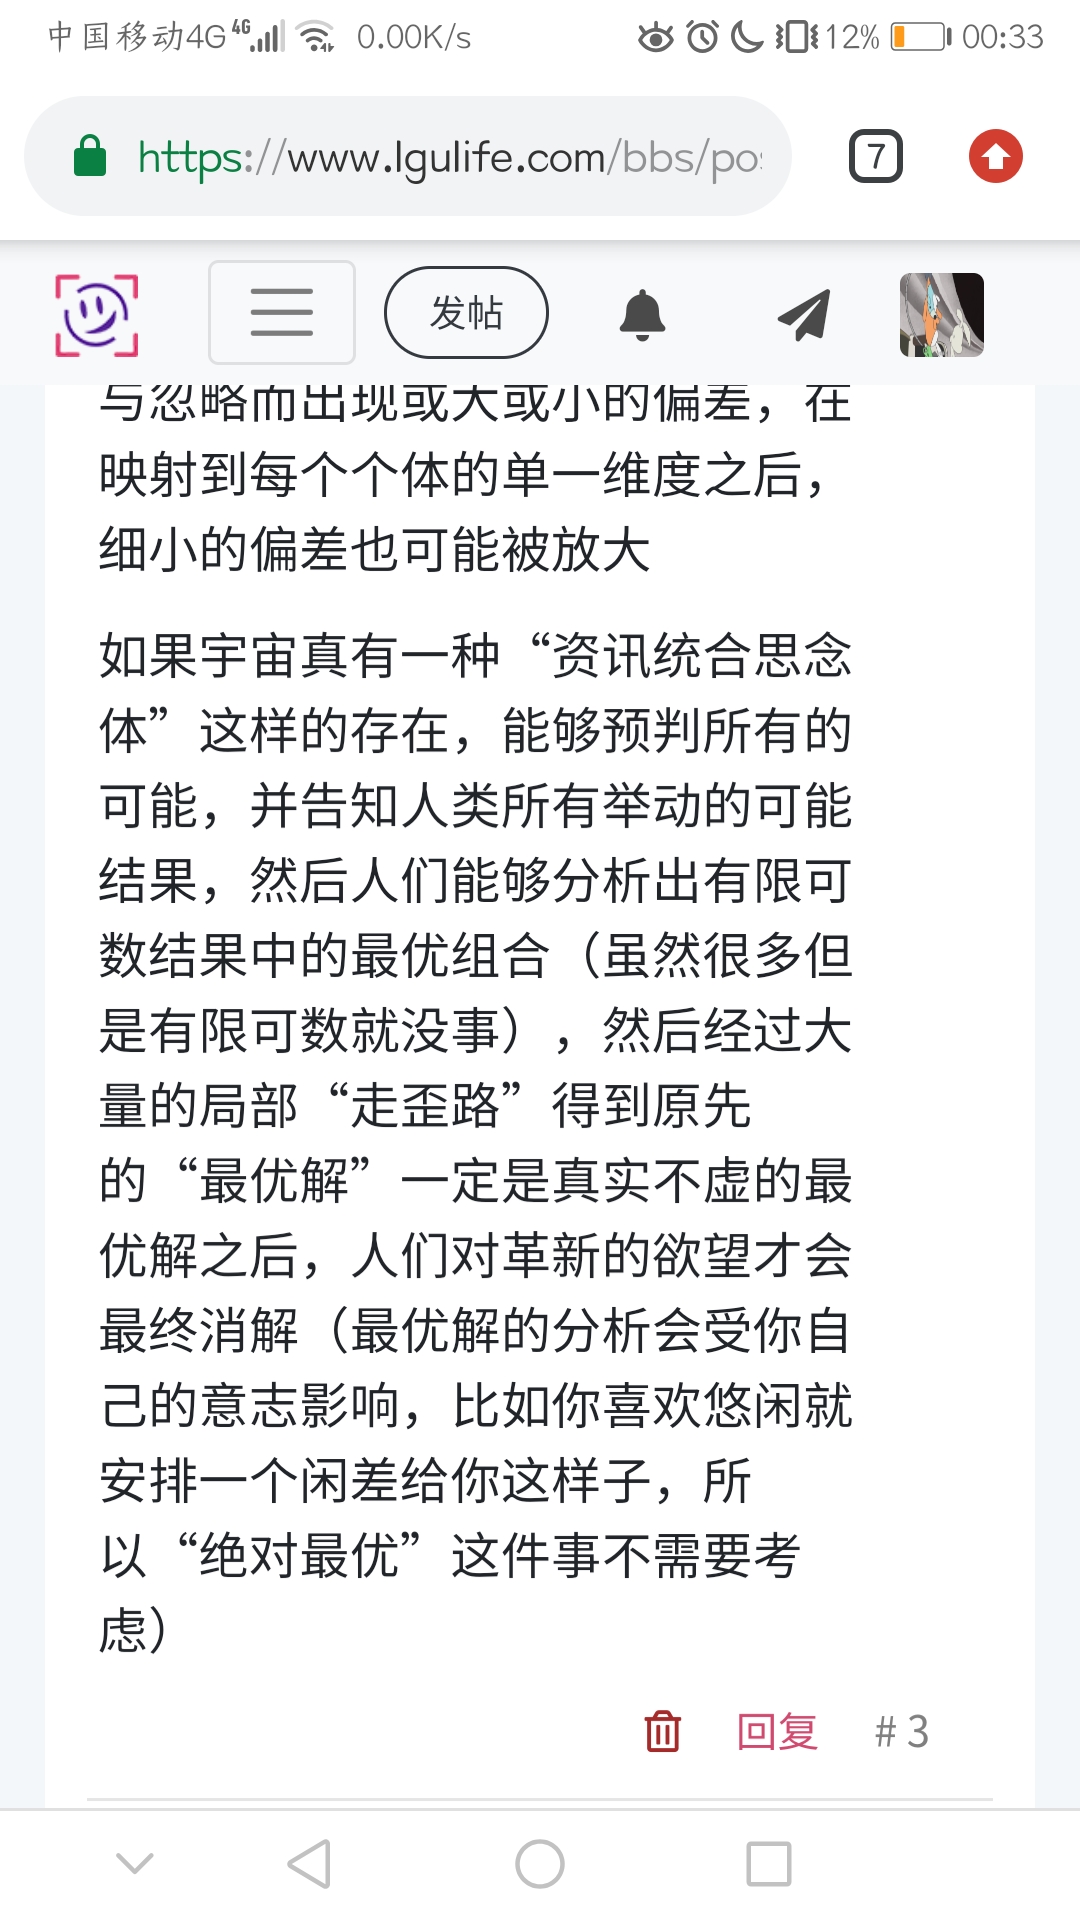 中国移动4G 4G 0.00K/s 12% 00:33
https://www.lgulife.com/bbs/po
7
发帖
与忽略而出现或大或小的偏差，在
映射到每个个体的单一维度之后，
细小的偏差也可能被放大
如果宇宙真有一种“资讯统合思念
体”这样的存在，能够预判所有的
可能，并告知人类所有举动的可能
结果，然后人们能够分析出有限可
数结果中的最优组合（虽然很多但
是有限可数就没事），然后经过大
量的局部“走歪路”得到原先
的“最优解”一定是真实不虚的最
优解之后，人们对革新的欲望才会
最终消解（最优解的分析会受你自
己的意志影响，比如你喜欢悠闲就
安排一个闲差给你这样子，所
以“绝对最优”这件事不需要考
虑）
回复 #3